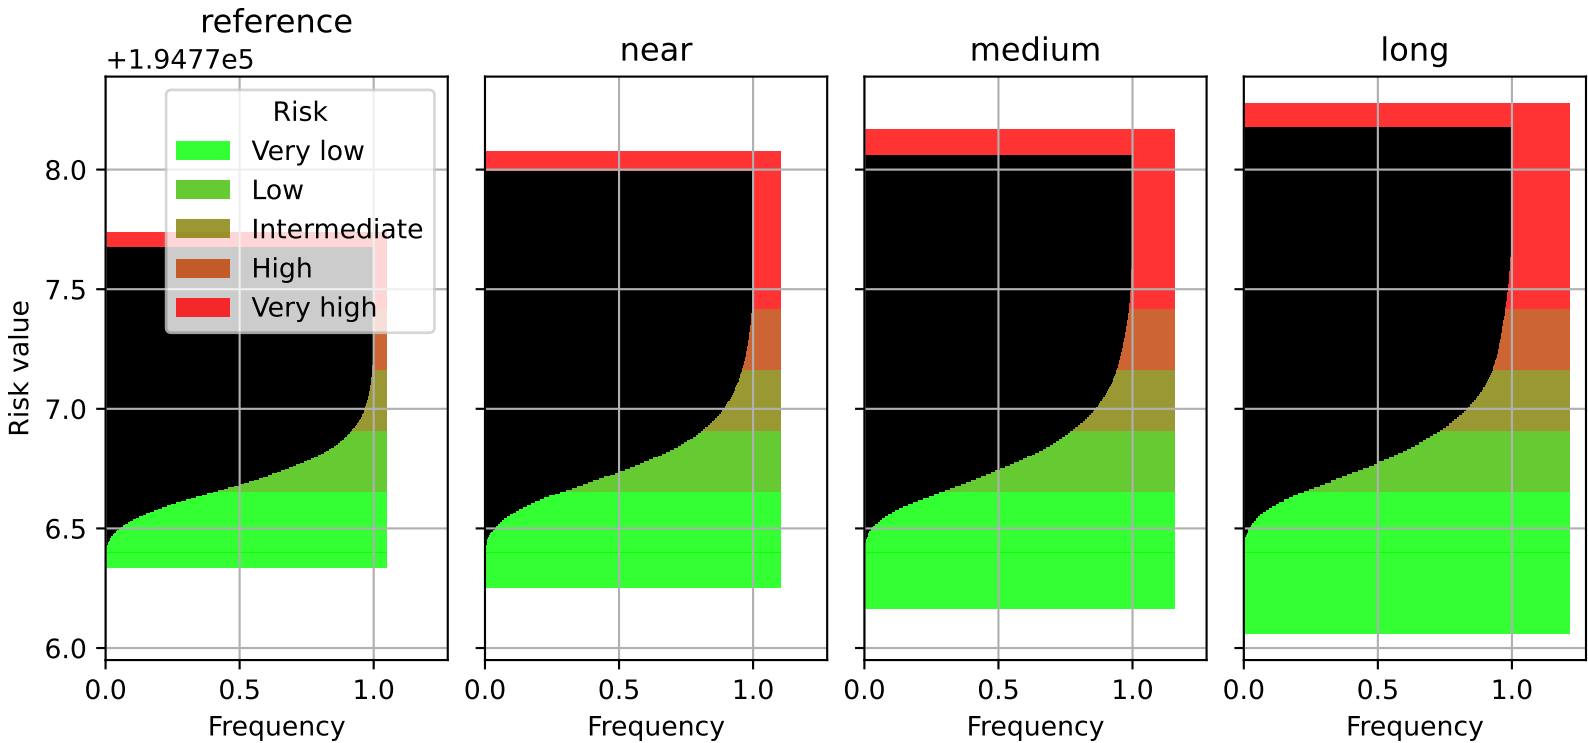 reference
near
medium
long
+1.9477e5
Risk
Very low
Low
Intermediate
High
Very high
Risk value
8.0
7.5
7.0
6.5
6.0
0.0 0.5 1.0
0.0 0.5 1.0
0.0 0.5 1.0
0.0 0.5 1.0
Frequency
Frequency
Frequency
Frequency